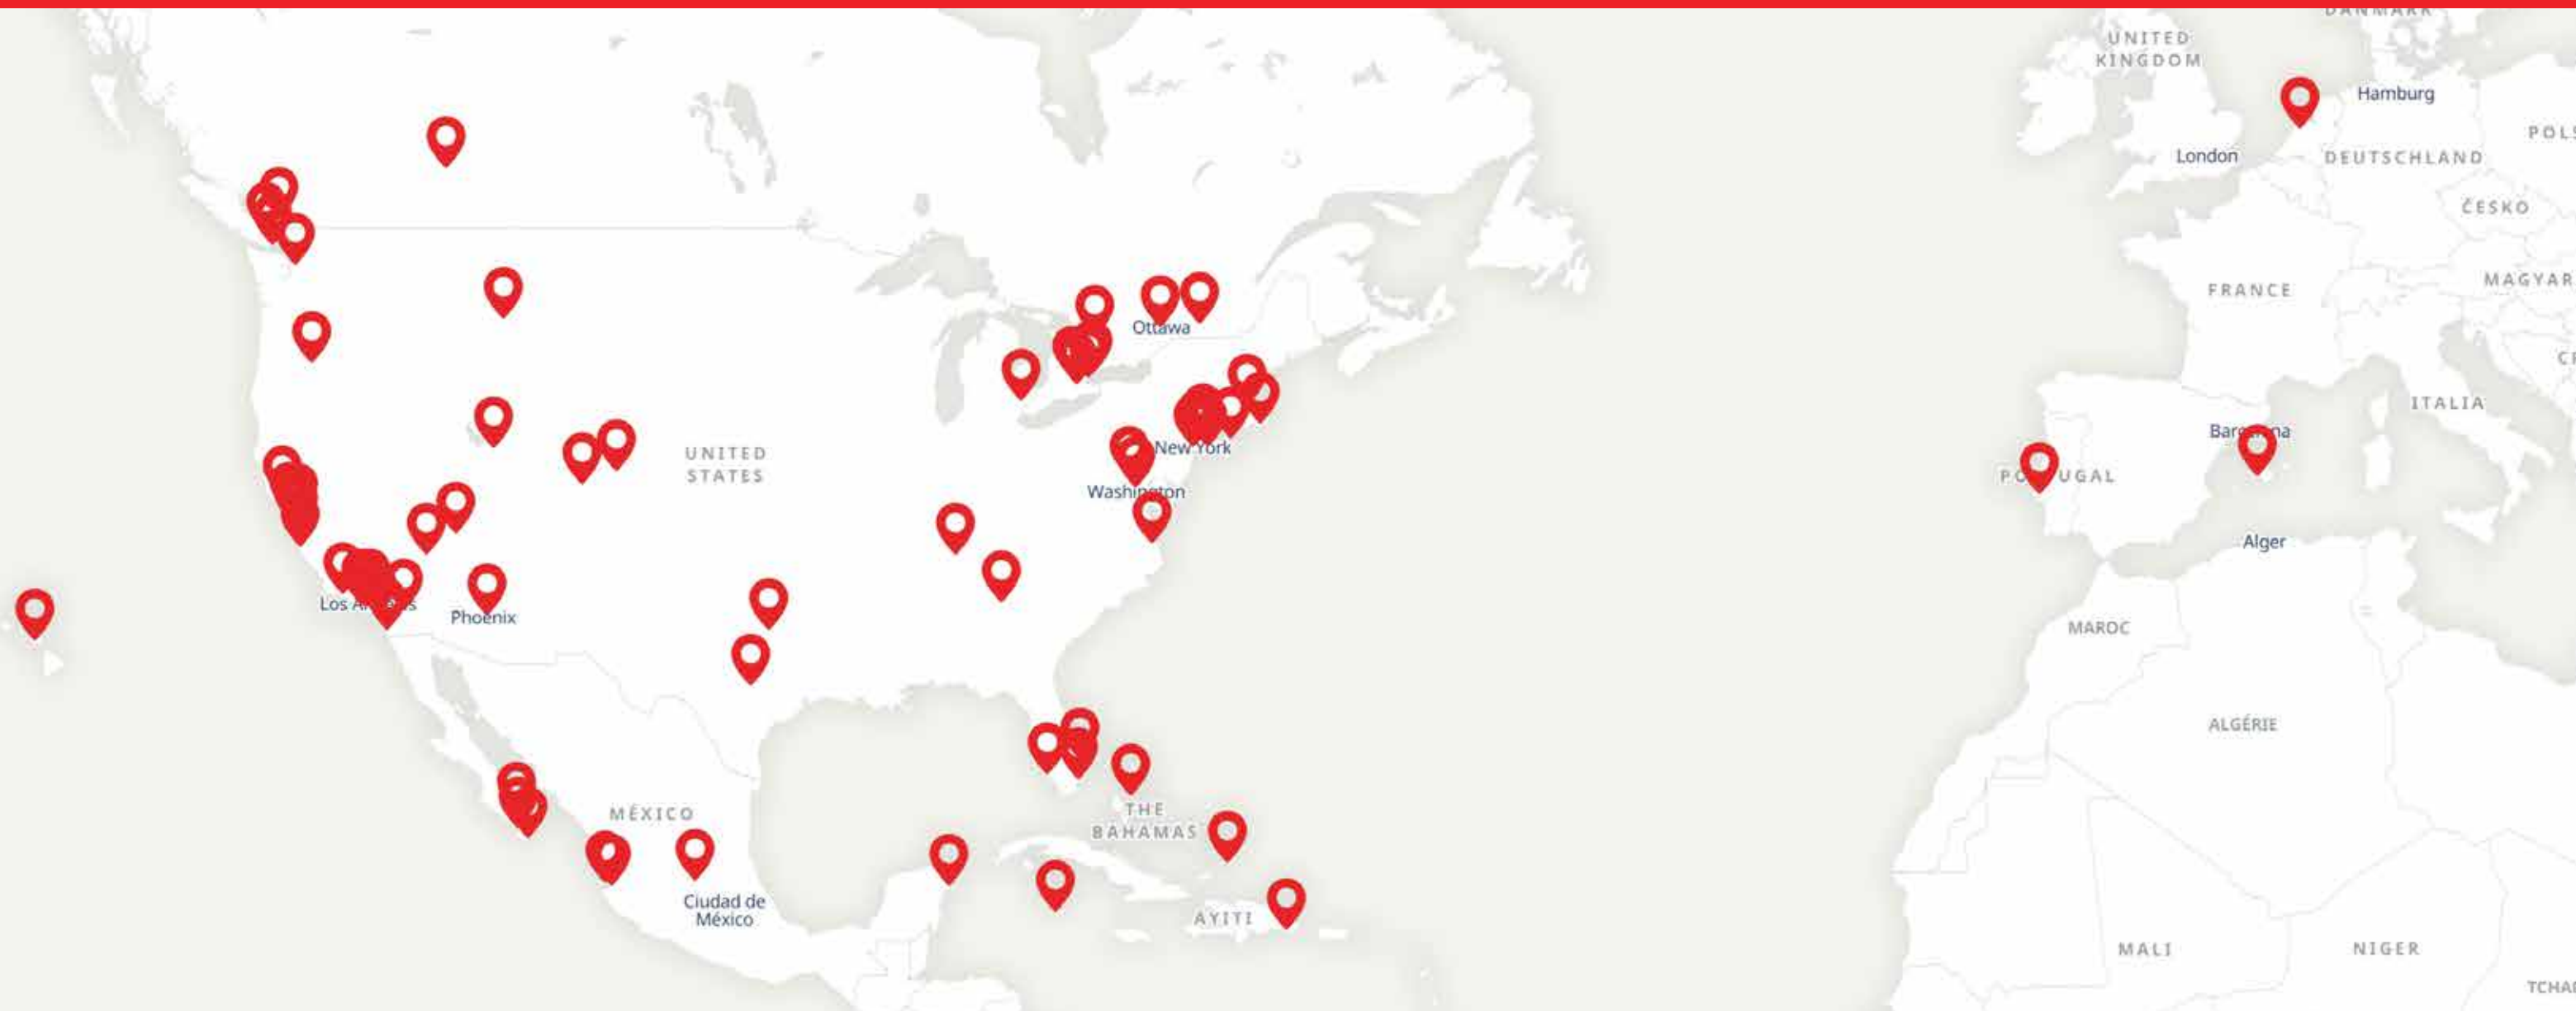 DANMARK
UNITED
KINGDOM
Hamburg
London
DEUTSCHLAND
ČESKO
FRANCE
MAGYAR
Ottawa
ITALIA
New York
UNITED
STATES
Washington
Alger
Phoenix
MAROC
ALGÉRIE
MÉXICO
THE
BAHAMAS
Ciudad de
México
AYITI
MALI
NIGER